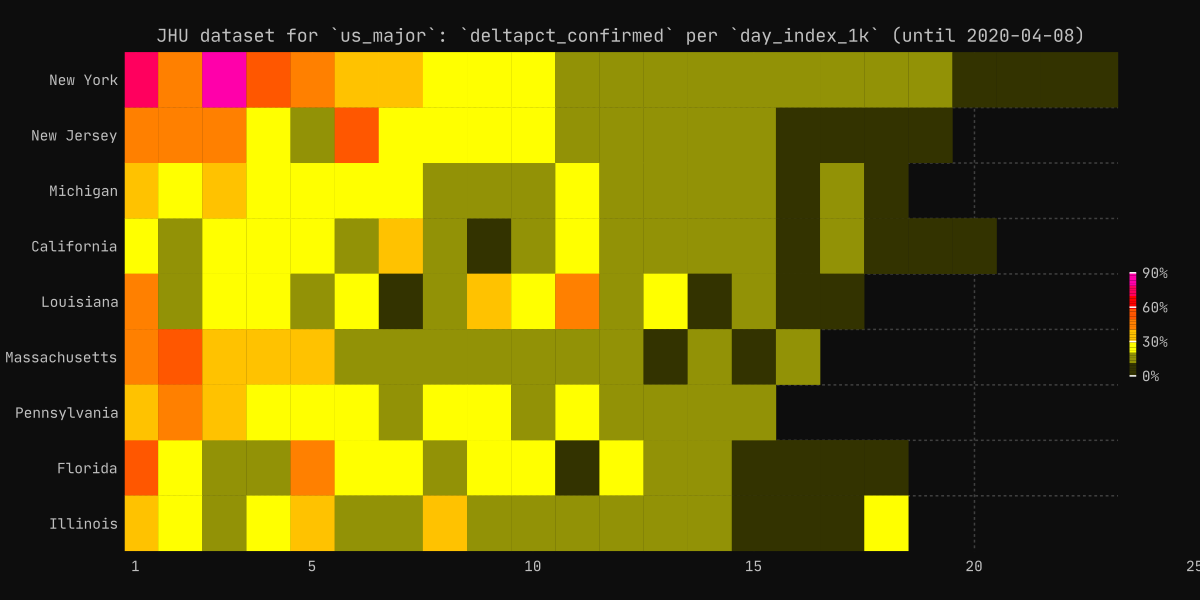 JHU dataset for `us_major`: `deltapct_confirmed` per `day_index_1k` (until 2020-04-08)
New York
New Jersey
Michigan
California
Louisiana
Massachusetts
Pennsylvania
Florida
Illinois
90%
60%
30%
0%
1 5 10 15 20 25